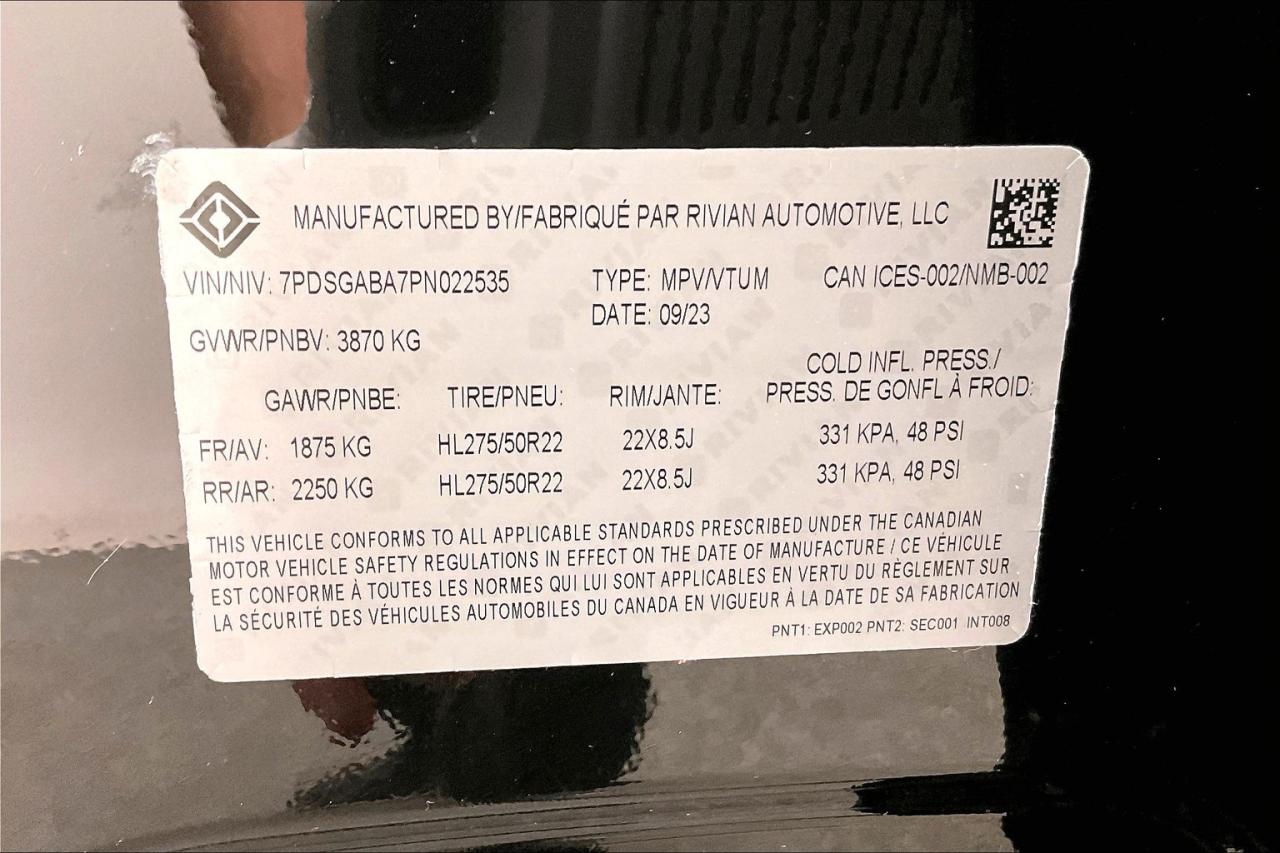 MANUFACTURED BY/FABRIQUÉ PAR RIVIAN AUTOMOTIVE, LLC
VIN/NIV: 7PDSGABA7PN022535 TYPE: MPV/VTUM CAN ICES-002/NMB-002
DATE: 09/23
GVWR/PNBV: 3870 KG
COLD INFL. PRESS./
GAWR/PNBE: TIRE/PNEU: RIM/JANTE: PRESS. DE GONFL À FROID:
FR/AV: 1875 KG HL275/50R22 22X8.5J 331 KPA, 48 PSI
RR/AR: 2250 KG HL275/50R22 22X8.5J 331 KPA, 48 PSI
THIS VEHICLE CONFORMS TO ALL APPLICABLE STANDARDS PRESCRIBED UNDER THE CANADIAN
MOTOR VEHICLE SAFETY REGULATIONS IN EFFECT ON THE DATE OF MANUFACTURE / CE VÉHICULE
EST CONFORME À TOUTES LES NORMES QUI LUI SONT APPLICABLES EN VERTU DU RÈGLEMENT SUR
LA SÉCURITÉ DES VÉHICULES AUTOMOBILES DU CANADA EN VIGUEUR À LA DATE DE SA FABRICATION
PNT1: EXP002 PNT2: SEC001 INT008